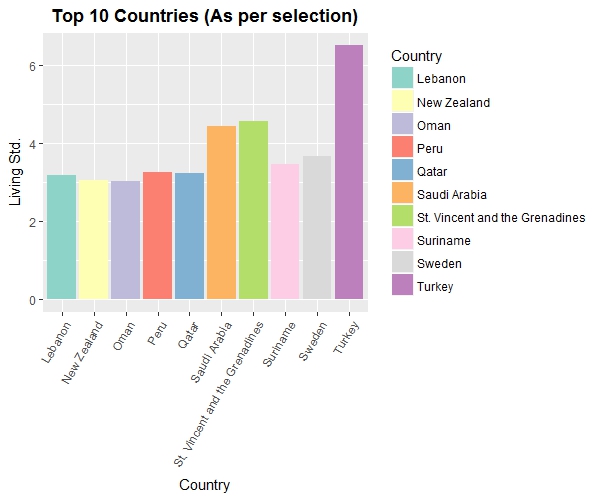 Top 10 Countries (As per selection)
Living Std.
6
4
2
0
Lebanon
New Zealand
Oman
Peru
Qatar
Saudi Arabia
St. Vincent and the Grenadines
Suriname
Sweden
Turkey
Country
Country
Lebanon
New Zealand
Oman
Peru
Qatar
Saudi Arabia
St. Vincent and the Grenadines
Suriname
Sweden
Turkey